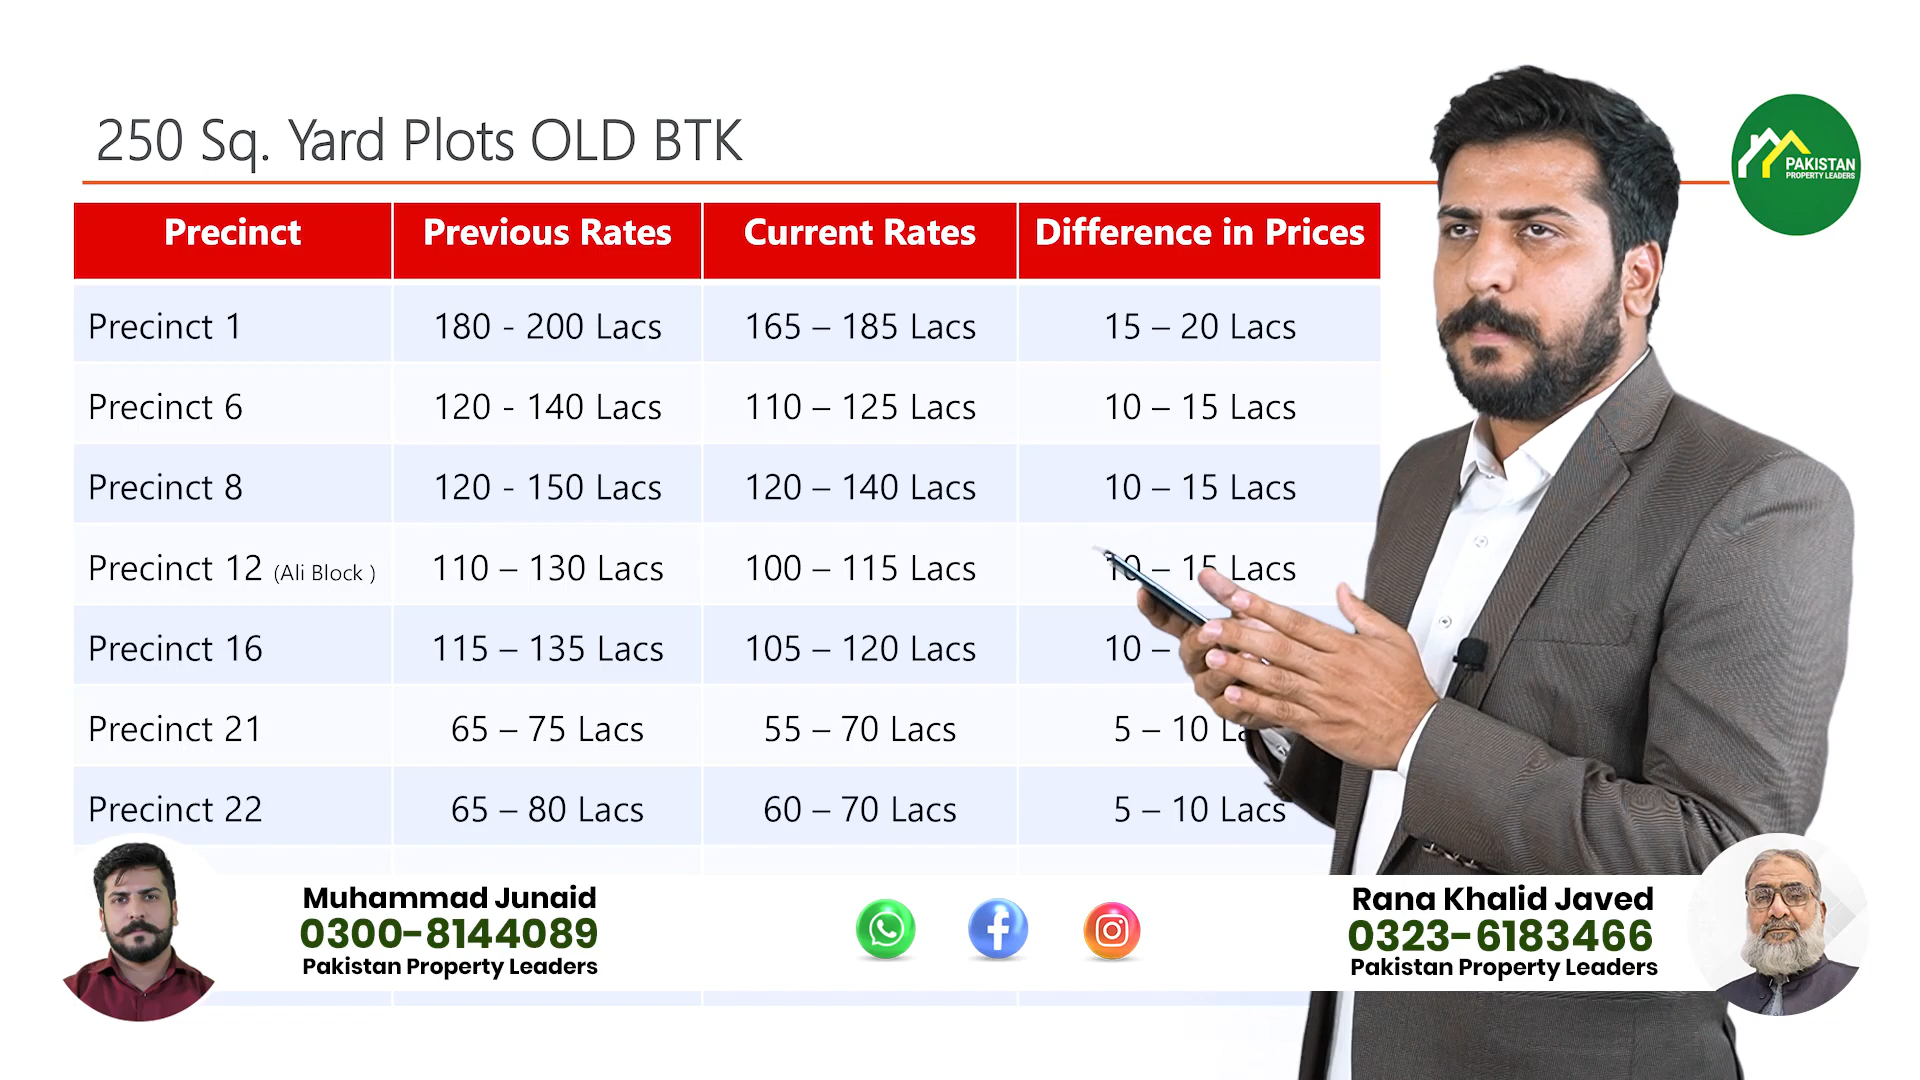 250 Sq. Yard Plots OLD BTK
PAKISTAN
PROPERTY LEADERS
Precinct Previous Rates Current Rates Difference in Prices
Precinct 1 180 - 200 Lacs 165 – 185 Lacs 15 – 20 Lacs
Precinct 6 120 - 140 Lacs 110 – 125 Lacs 10 – 15 Lacs
Precinct 8 120 - 150 Lacs 120 – 140 Lacs 10 – 15 Lacs
Precinct 12 (Ali Block ) 110 – 130 Lacs 100 – 115 Lacs 10 – 15 Lacs
Precinct 16 115 – 135 Lacs 105 – 120 Lacs 10 –
Precinct 21 65 – 75 Lacs 55 – 70 Lacs 5 – 10
Precinct 22 65 – 80 Lacs 60 – 70 Lacs 5 – 10 Lacs
Muhammad Junaid
0300-8144089
Pakistan Property Leaders
Rana Khalid Javed
0323-6183466
Pakistan Property Leaders